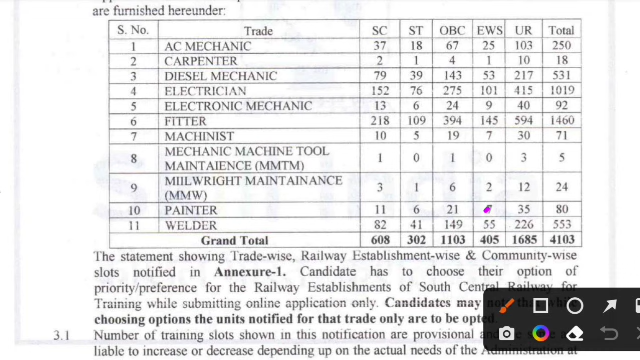 are furnished hereunder:
S. No. Trade SC ST OBC EWS UR Total
1 AC MECHANIC 37 18 67 25 103 250
2 CARPENTER 2 1 4 1 10 18
3 DIESEL MECHANIC 79 39 143 53 217 531
4 ELECTRICIAN 152 76 275 101 415 1019
5 ELECTRONIC MECHANIC 13 6 24 9 40 92
6 FITTER 218 109 394 145 594 1460
7 MACHINIST 10 5 19 7 30 71
8 MECHANIC MACHINE TOOL
MAINTAIENCE (MMTM) 1 0 1 0 3 5
9 MIILWRIGHT MAINTAINANCE
(MMW) 3 1 6 2 12 24
10 PAINTER 11 6 21 35 80
11 WELDER 82 41 149 55 226 553
Grand Total 608 302 1103 405 1685 4103
The statement showing Trade-wise, Railway Establishment-wise & Community-wise
slots notified in Annexure-1. Candidate has to choose their option of
priority/preference for the Railway Establishments of South Central Railway for
Training while submitting online application only. Candidates may
choosing options the units notified for that trade only are to be opted
3.1 Number of training slots shown in this notification are provisional and
liable to increase or decrease depending up on the actual needs of the Administration at